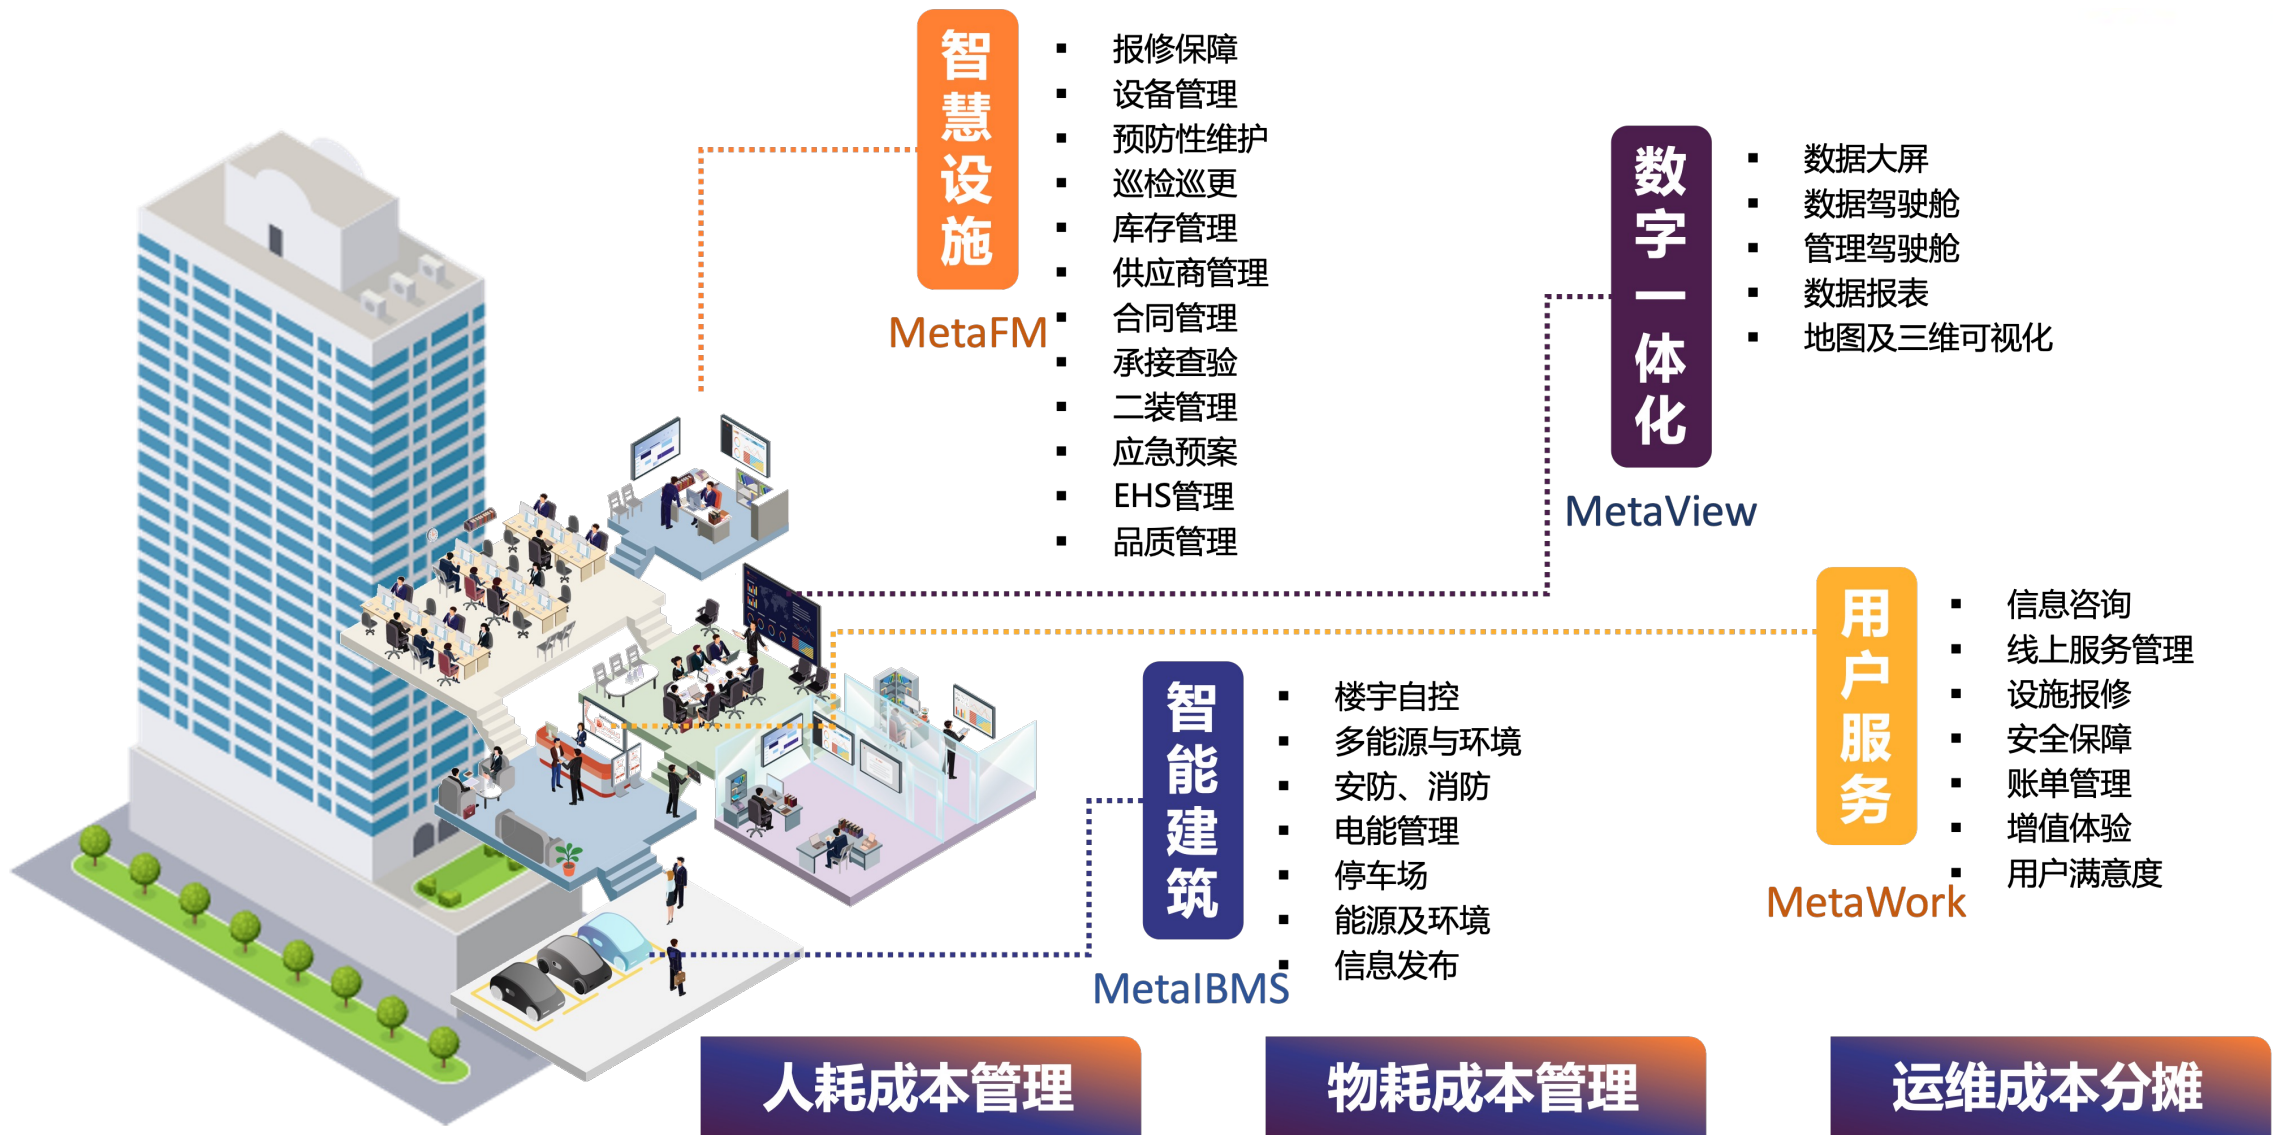 智慧设施
MetaFM
报修保障
设备管理
预防性维护
巡检巡更
库存管理
供应商管理
合同管理
承接查验
二装管理
应急预案
EHS管理
品质管理
数字一体化
MetaView
数据大屏
数据驾驶舱
管理驾驶舱
数据报表
地图及三维可视化
用户服务
MetaWork
信息咨询
线上服务管理
设施报修
安全保障
账单管理
增值体验
用户满意度
智能建筑
MetaIBMS
楼宇自控
多能源与环境
安防、消防
电能管理
停车场
能源及环境
信息发布
人耗成本管理
物耗成本管理
运维成本分摊